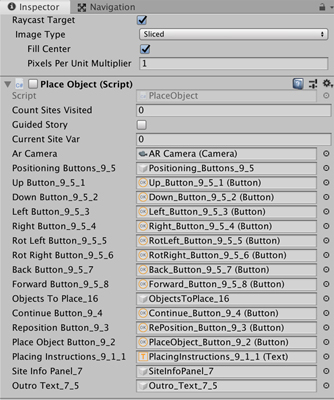 Inspector Navigation
Raycast Target
Image Type Sliced
Fill Center
Pixels Per Unit Multiplier 1
Place Object (Script)
Script PlaceObject
Count Sites Visited 0
Guided Story
Current Site Var 0
Ar Camera AR Camera (Camera)
Positioning Buttons_9_5 Positioning_Buttons_9_5
Up Button_9_5_1 Up_Button_9_5_1 (Button)
Down Button_9_5_2 Down_Button_9_5_2 (Button)
Left Button_9_5_3 Left_Button_9_5_3 (Button)
Right Button_9_5_4 Right_Button_9_5_4 (Button)
Rot Left Button_9_5_5 RotLeft_Button_9_5_5 (Button)
Rot Right Button_9_5_6 RotRight_Button_9_5_6 (Button)
Back Button_9_5_7 Back_Button_9_5_7 (Button)
Forward Button_9_5_8 Forward_Button_9_5_8 (Button)
Objects To Place_16 ObjectsToPlace_16
Continue Button_9_4 Continue_Button_9_4 (Button)
Reposition Button_9_3 RePosition_Button_9_3 (Button)
Place Object Button_9_2 PlaceObject_Button_9_2 (Button)
Placing Instructions_9_1_1 PlacingInstructions_9_1_1 (Text)
Site Info Panel_7 SiteInfoPanel_7
Outro Text_7_5 Outro_Text_7_5